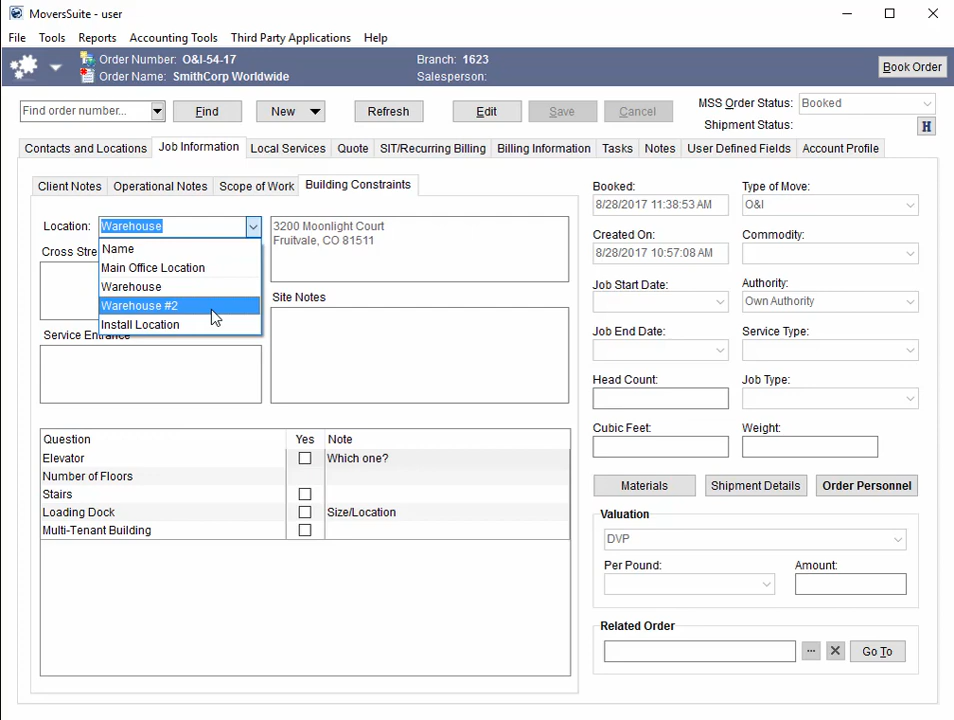 MoversSuite - user
File Tools Reports Accounting Tools Third Party Applications Help
Order Number: O&I-54-17
Order Name: SmithCorp Worldwide
Branch: 1623
Salesperson:
Book Order
Find order number...
Find
New
Refresh
Edit
Save
Cancel
MSS Order Status: Booked
Shipment Status:
H
Contacts and Locations Job Information Local Services Quote SIT/Recurring Billing Billing Information Tasks Notes User Defined Fields Account Profile
Client Notes Operational Notes Scope of Work Building Constraints
Location: Warehouse
Name
Main Office Location
Warehouse
Warehouse #2
Install Location
3200 Moonlight Court
Fruitvale, CO 81511
Cross Stre
Site Notes
Service Entrance
Question Yes Note
Elevator Which one?
Number of Floors
Stairs
Loading Dock Size/Location
Multi-Tenant Building
Booked:
8/28/2017 11:38:53 AM
Type of Move:
O&I
Created On:
8/28/2017 10:57:08 AM
Commodity:
Job Start Date:
Authority:
Own Authority
Job End Date:
Service Type:
Head Count:
Job Type:
Cubic Feet:
Weight:
Materials
Shipment Details
Order Personnel
Valuation
DVP
Per Pound:
Amount:
Related Order
...
Go To